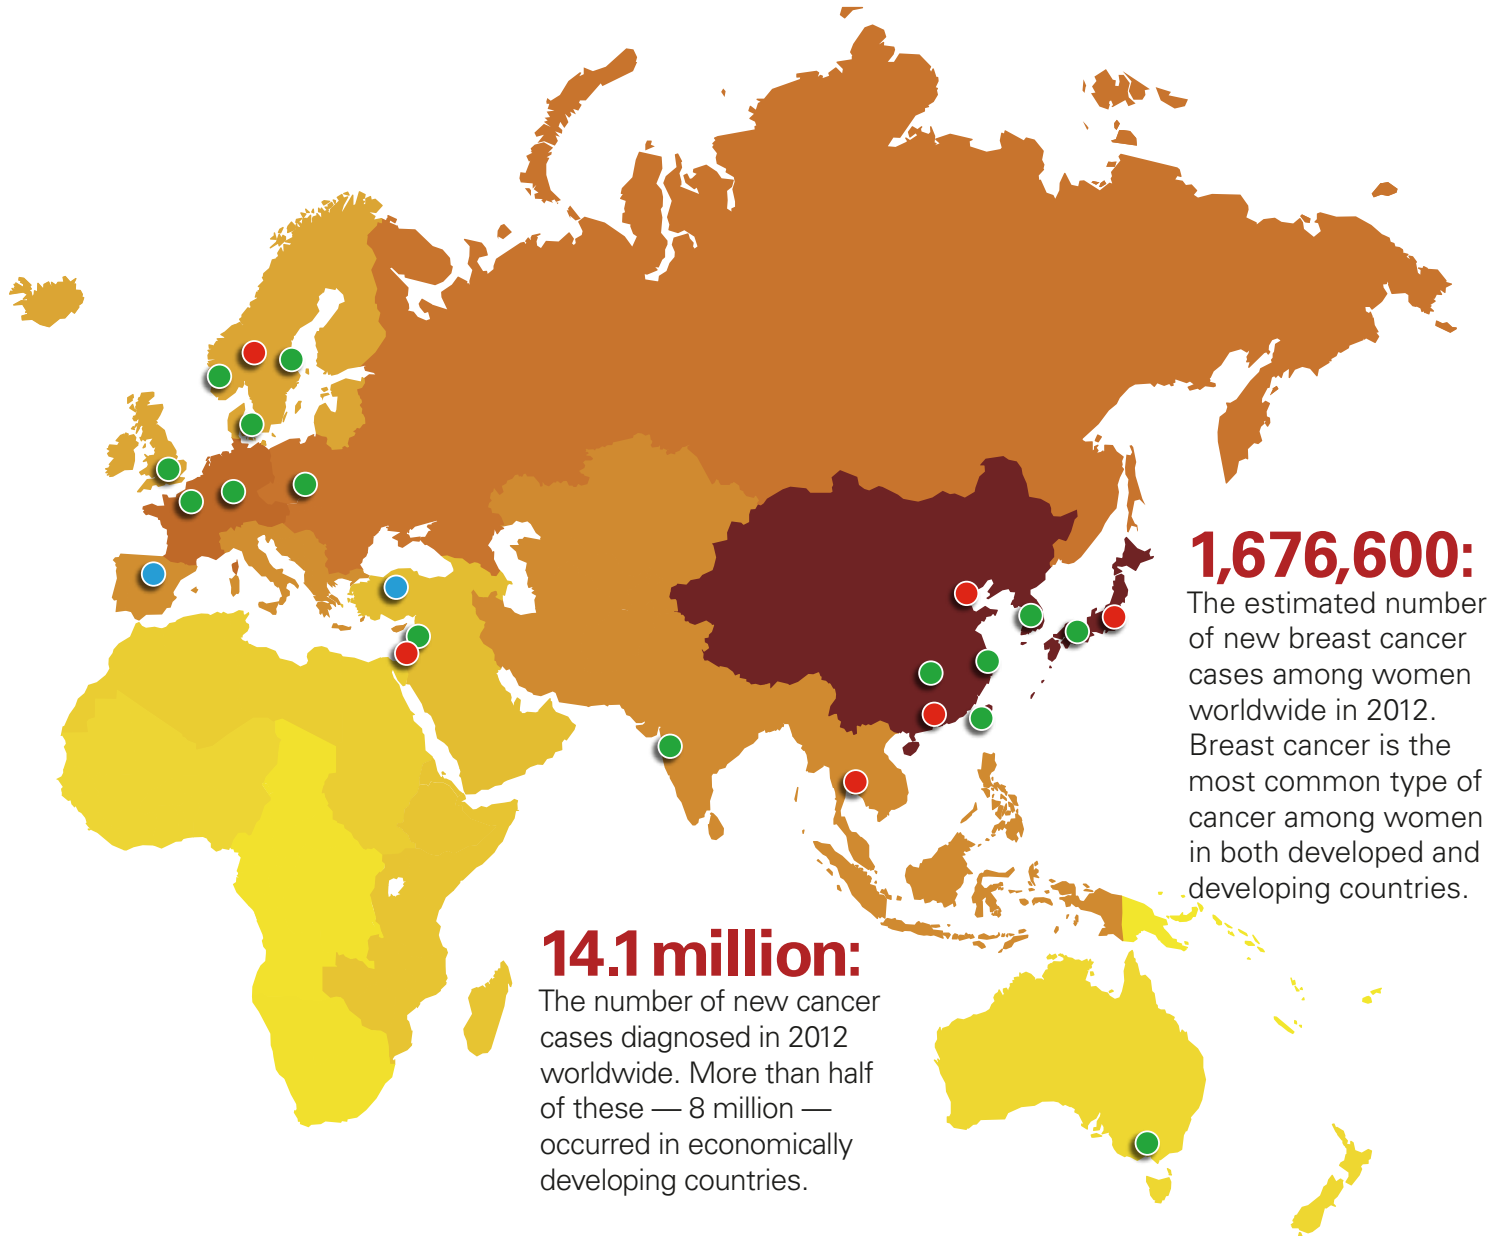 1,676,600:
The estimated number
of new breast cancer
cases among women
worldwide in 2012.
Breast cancer is the
most common type of
cancer among women
in both developed and
developing countries.
14.1 million:
The number of new cancer
cases diagnosed in 2012
worldwide. More than half
of these — 8 million —
occurred in economically
developing countries.